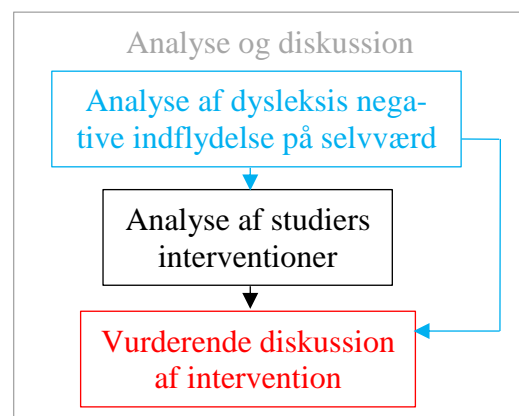 Analyse og diskussion
Analyse af dysleksis nega-
tive indflydelse på selvværd
Analyse af studiers
interventioner
Vurderende diskussion
af intervention